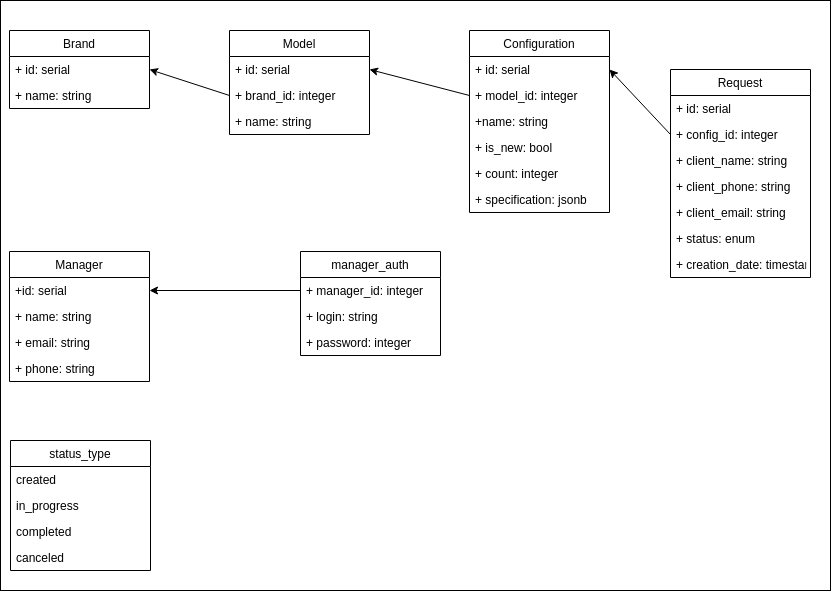 Brand
+ id: serial
+ name: string
Model
+ id: serial
+ brand_id: integer
+ name: string
Configuration
+ id: serial
+ model_id: integer
+name: string
+ is_new: bool
+ count: integer
+ specification: jsonb
Request
+ id: serial
+ config_id: integer
+ client_name: string
+ client_phone: string
+ client_email: string
+ status: enum
+ creation_date: timestar
Manager
+id: serial
+ name: string
+ email: string
+ phone: string
manager_auth
+ manager_id: integer
+ login: string
+ password: integer
status_type
created
in_progress
completed
canceled